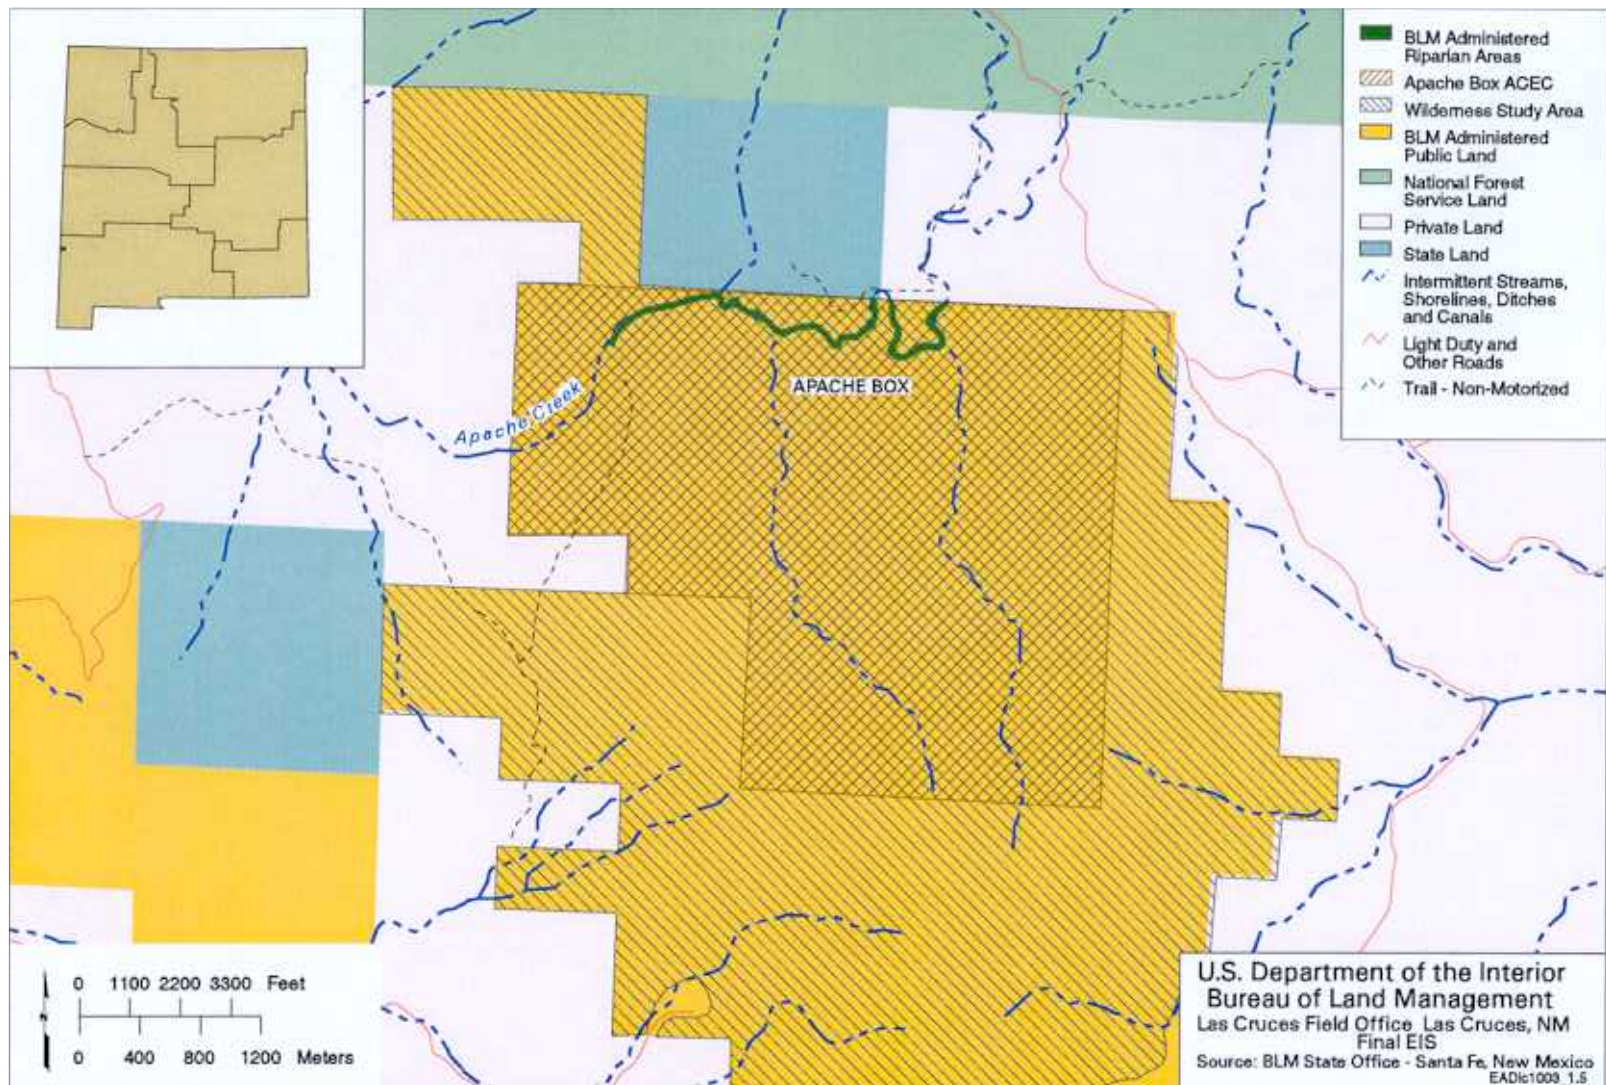 BLM Administered
Riparian Areas
Apache Box ACEC
Wilderness Study Area
BLM Administered
Public Land
National Forest
Service Land
Private Land
State Land
Intermittent Streams,
Shorelines, Ditches
and Canals
Light Duty and
Other Roads
Trail - Non-Motorized
APACHE BOX
Apache Creek
0 1100 2200 3300 Feet
0 400 800 1200 Meters
U.S. Department of the Interior
Bureau of Land Management
Las Cruces Field Office Las Cruces, NM
Final EIS
Source: BLM State Office - Santa Fe, New Mexico
EADlc1003 1.5